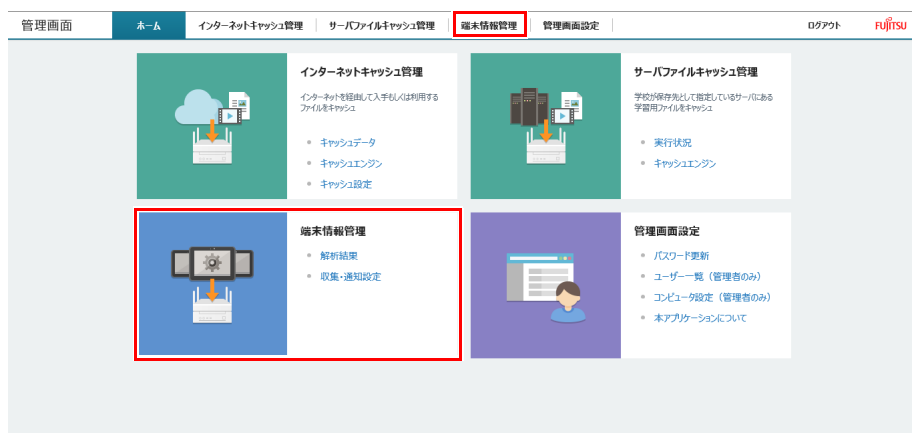 管理画面
ホーム
インターネットキャッシュ管理
サーバファイルキャッシュ管理
端末情報管理
管理画面設定
ログアウト
FUJITSU
インターネットキャッシュ管理
インターネットを経由して入手もしくは利用する
ファイルをキャッシュ
キャッシュデータ
キャッシュエンジン
キャッシュ設定
サーバファイルキャッシュ管理
学校が保存先として指定しているサーバにある
学習用ファイルをキャッシュ
実行状況
キャッシュエンジン
端末情報管理
解析結果
収集・通知設定
管理画面設定
パスワード更新
ユーザー一覧（管理者のみ）
コンピュータ設定（管理者のみ）
本アプリケーションについて